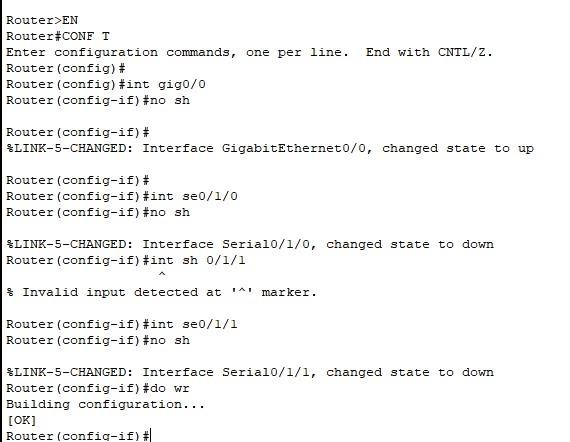 Router>EN
Router#CONF T
Enter configuration commands, one per line.  End with CNTL/Z.
Router(config)#
Router(config)#int gig0/0
Router(config-if)#no sh
Router(config-if)#
%LINK-5-CHANGED: Interface GigabitEthernet0/0, changed state to up
Router(config-if)#
Router(config-if)#int se0/1/0
Router(config-if)#no sh
%LINK-5-CHANGED: Interface Serial0/1/0, changed state to down
Router(config-if)#int sh 0/1/1
^
% Invalid input detected at '^' marker.
Router(config-if)#int se0/1/1
Router(config-if)#no sh
%LINK-5-CHANGED: Interface Serial0/1/1, changed state to down
Router(config-if)#do wr
Building configuration...
[OK]
Router(config-if)#